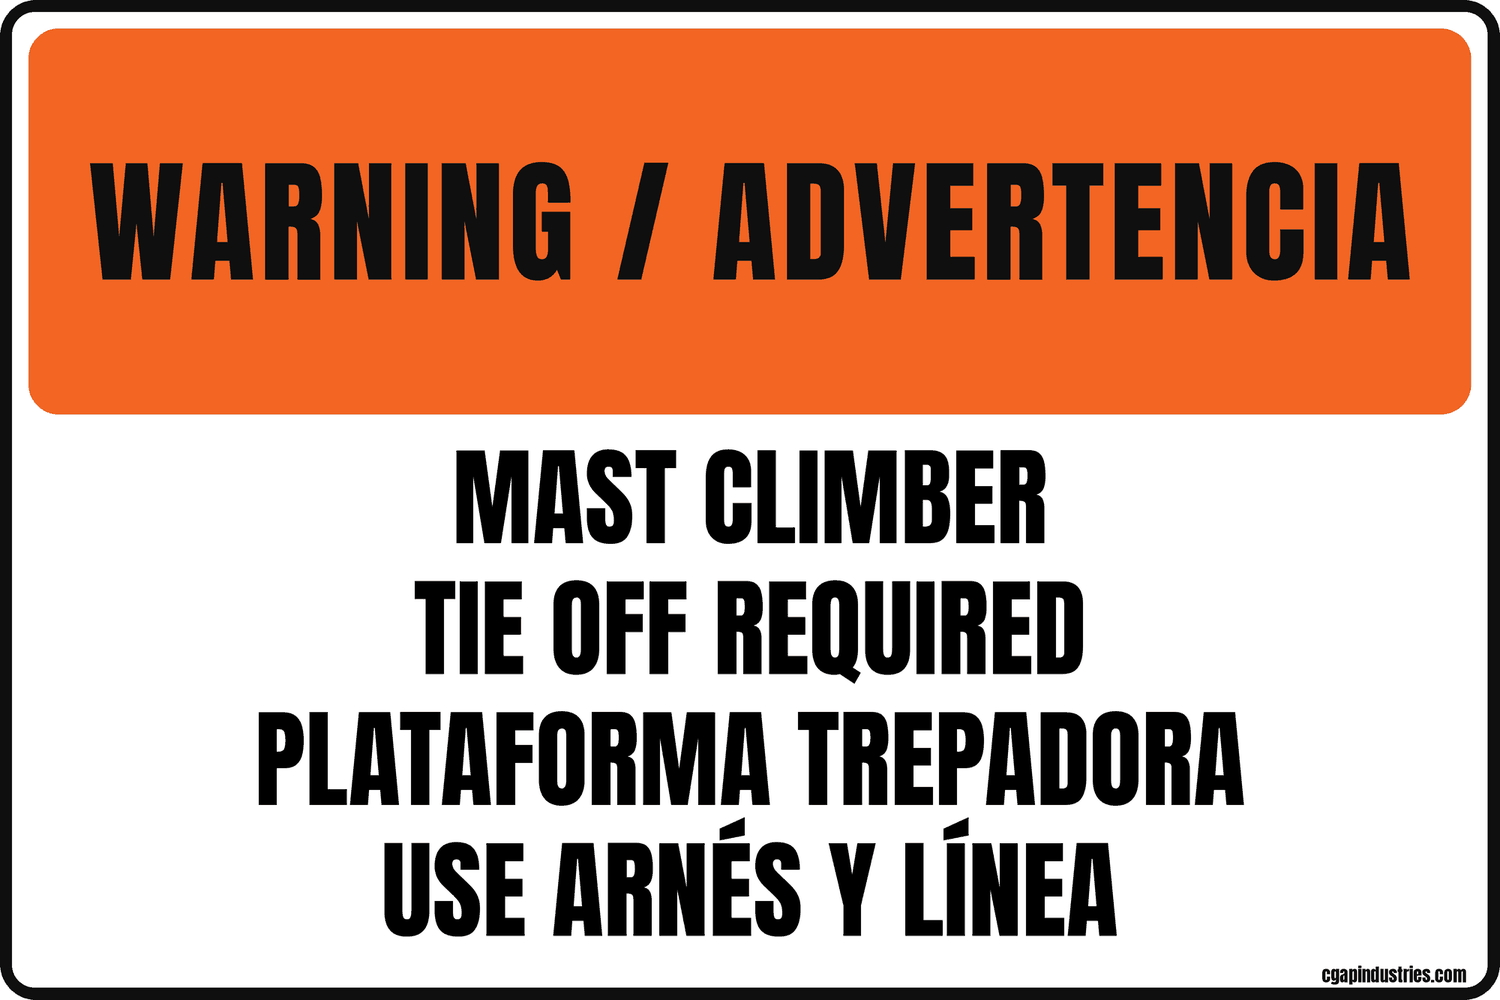 WARNING / ADVERTENCIA
MAST CLIMBER
TIE OFF REQUIRED
PLATAFORMA TREPADORA
USE ARNÉS Y LÍNEA
cgapindustries.com